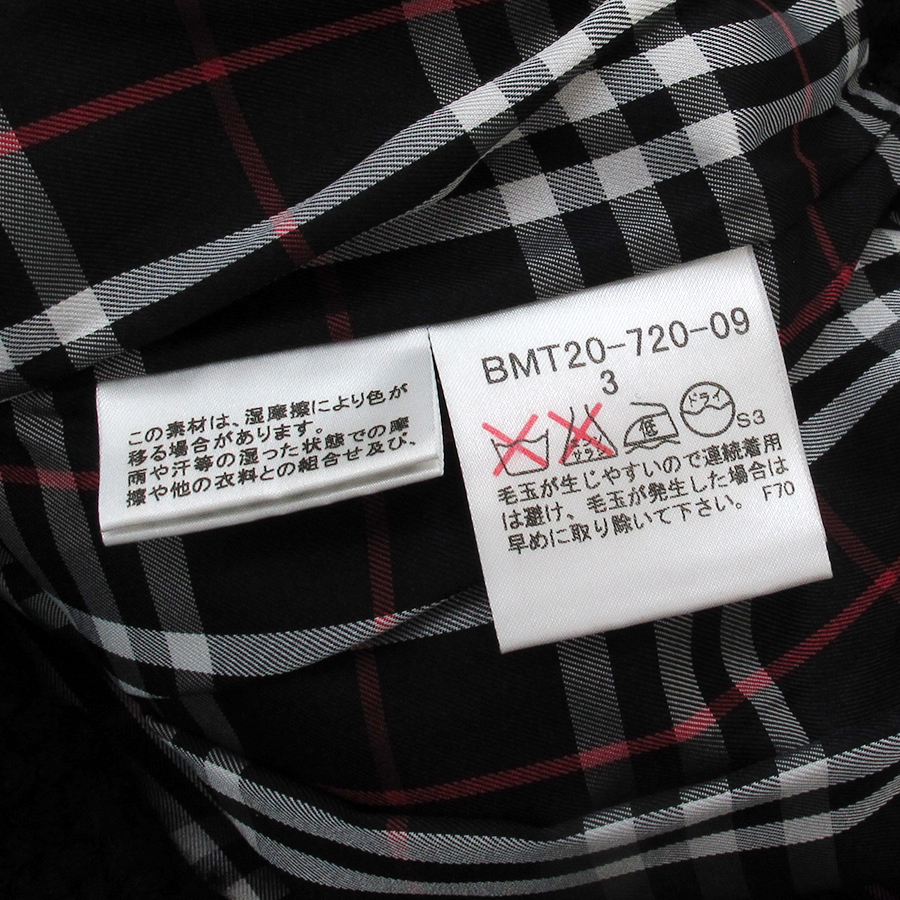 この素材は、湿摩擦により色が
移る場合があります。
雨や汗等の湿った状態での摩
擦や他の衣料との組合せ及び、
BMT20-720-09
3
サラシ
低
ドライ
S3
毛玉が生じやすいので連続着用
は避け、毛玉が発生した場合は
早めに取り除いて下さい。 F70